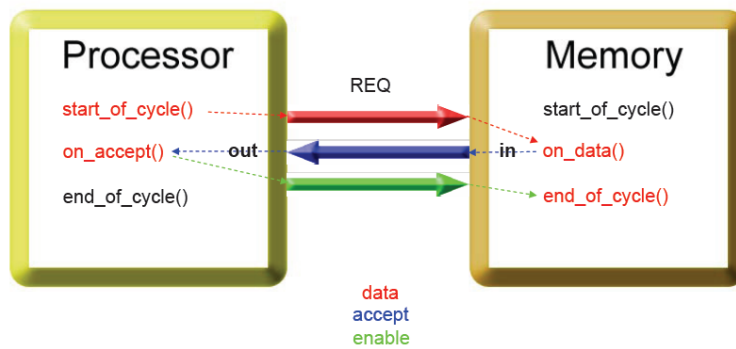 Processor
Memory
REQ
start_of_cycle()
start_of_cycle()
on_accept()
out
in
on_data()
end_of_cycle()
end_of_cycle()
data
accept
enable